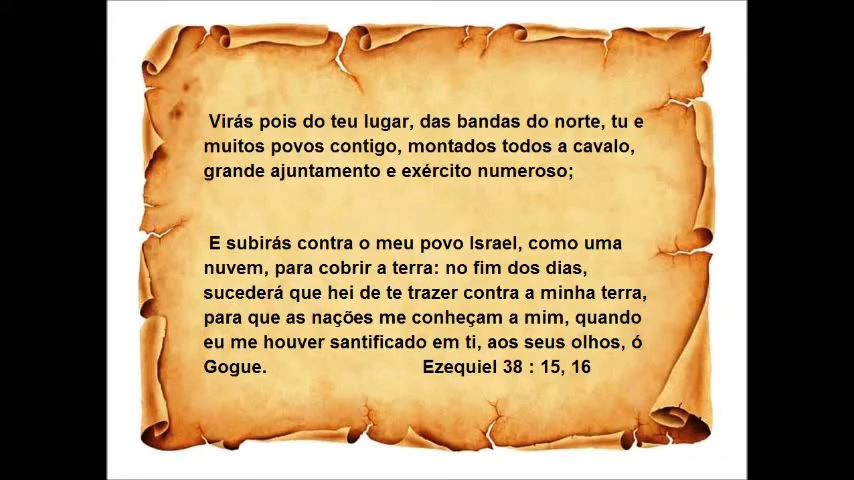 Virás pois do teu lugar, das bandas do norte, tu e
muitos povos contigo, montados todos a cavalo,
grande ajuntamento e exército numeroso;
E subirás contra o meu povo Israel, como uma
nuvem, para cobrir a terra: no fim dos dias,
sucederá que hei de te trazer contra a minha terra,
para que as nações me conheçam a mim, quando
eu me houver santificado em ti, aos seus olhos, ó
Gogue. Ezequiel 38 : 15, 16